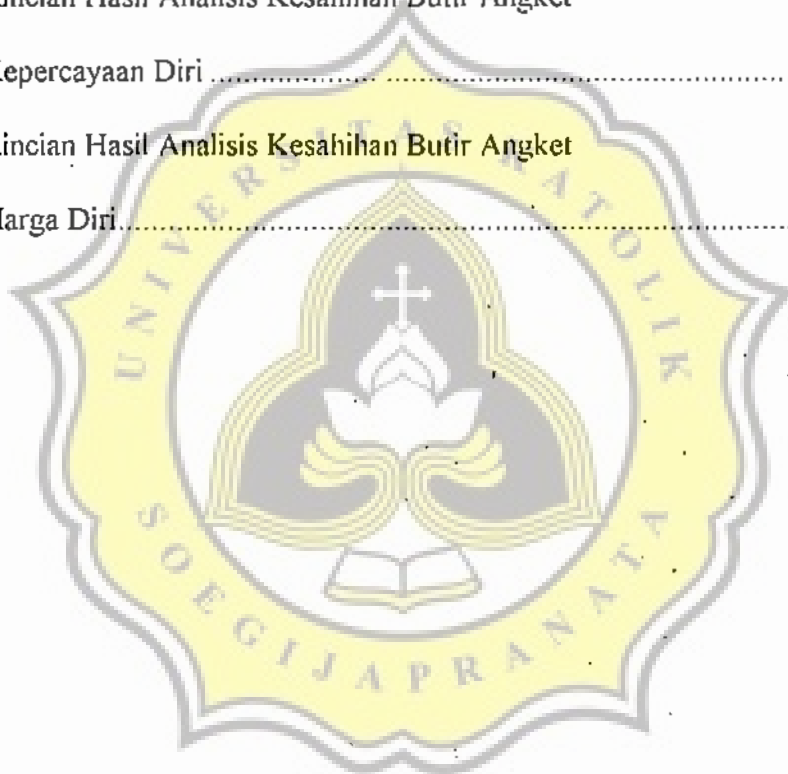 Rincian Hasil Analisis Kesahihan Butir Angket
Kepercayaan Diri ...................................................
Rincian Hasil Analisis Kesahihan Butir Angket
Harga Diri...................................................
UNIVERSITAS KATOLIK
SOEGIJAPRANATA